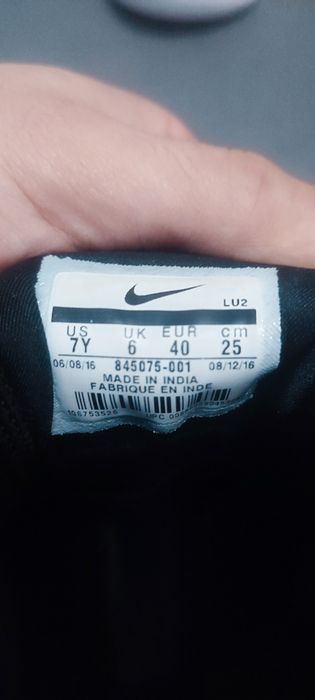 LU2
US UK EUR cm
7Y 6 40 25
06/08/16 845075-001 08/12/16
MADE IN INDIA
FABRIQUE EN INDE
UPC